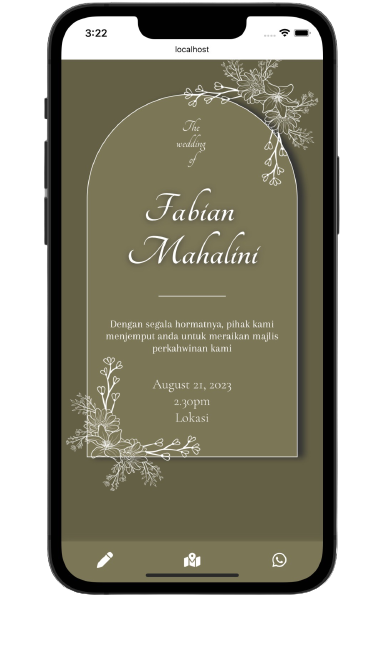 3:22
localhost
The
wedding
of
Fabian
Mahalini
Dengan segala hormatnya, pihak kami
menjemput anda untuk meraikan majlis
perkahwinan kami
August 21, 2023
2.30pm
Lokasi